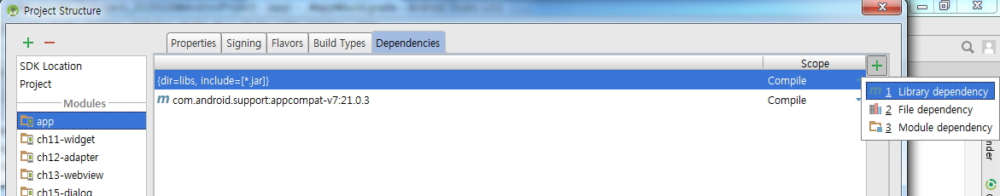 Project Structure
Properties
Signing
Flavors
Build Types
Dependencies
SDK Location
Project
Modules
app
ch11-widget
ch12-adapter
ch13-webview
ch15-dialog
Scope
{dir=libs, include=[*.jar]}
Compile
m com.android.support:appcompat-v7:21.0.3
Compile
m 1 Library dependency
2 File dependency
3 Module dependency
nder